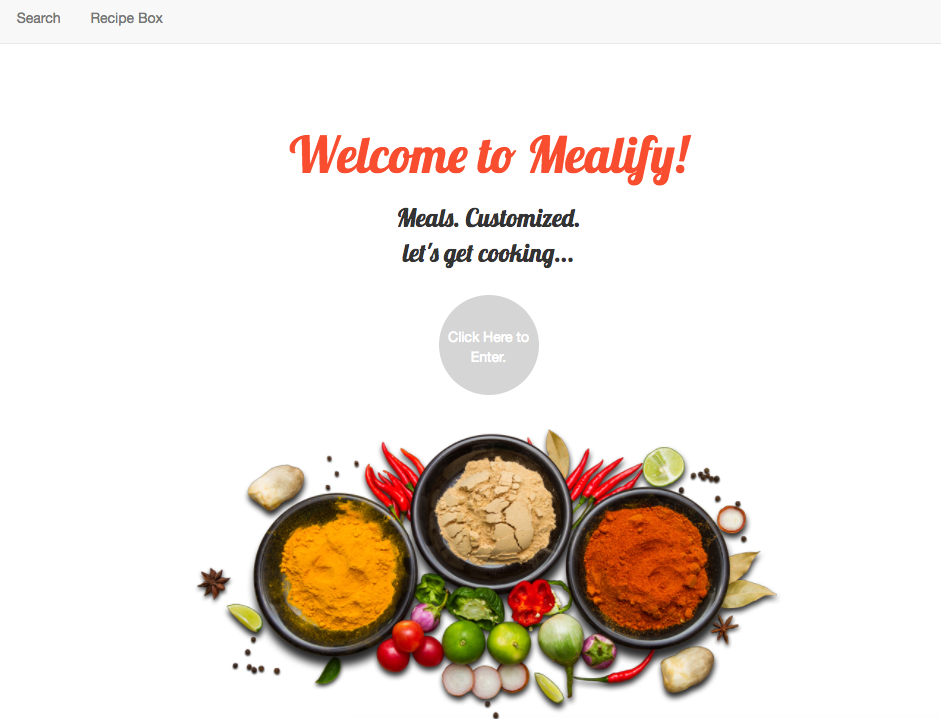 Search Recipe Box
Welcome to Mealify!
Meals. Customized.
let's get cooking...
Click Here to
Enter.